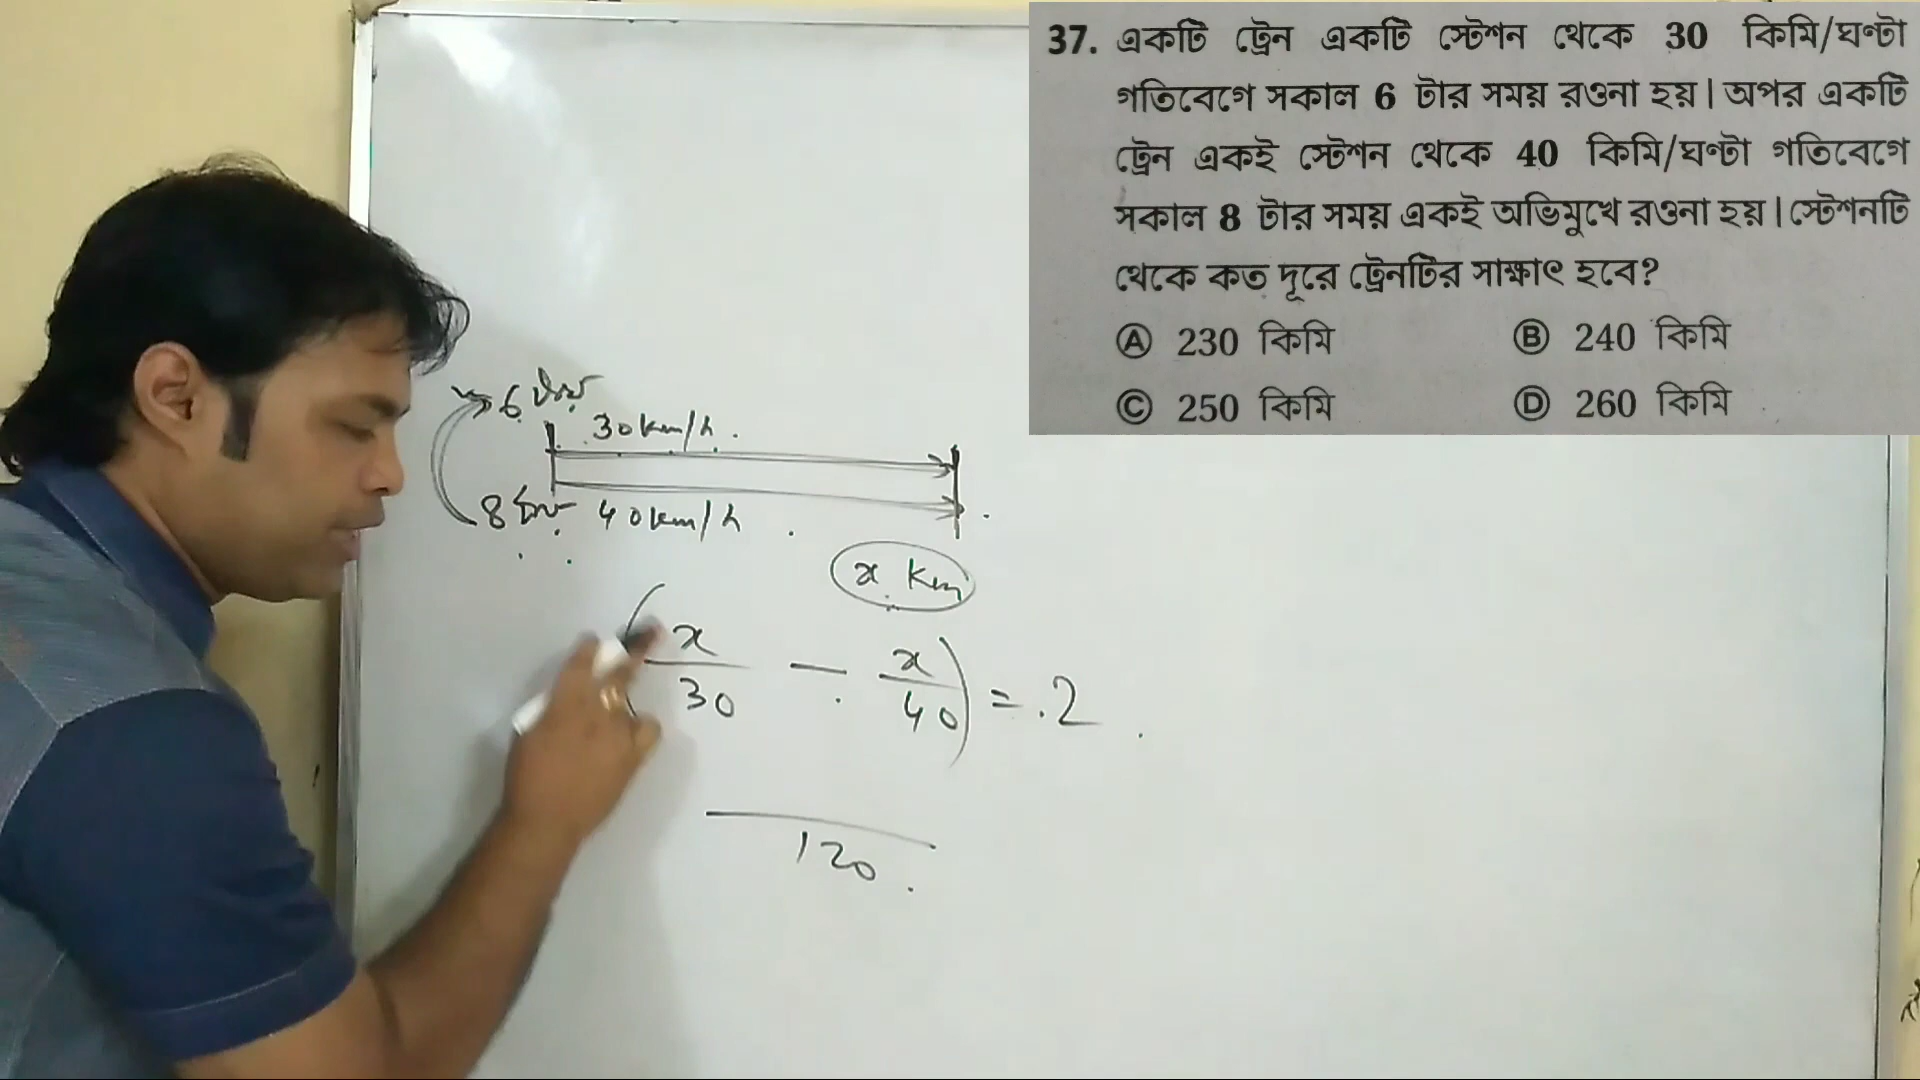 37. একটি ট্রেন একটি স্টেশন থেকে 30 কিমি/ঘণ্টা
গতিবেগে সকাল 6 টার সময় রওনা হয়। অপর একটি
ট্রেন একই স্টেশন থেকে 40 কিমি/ঘণ্টা গতিবেগে
সকাল 8 টার সময় একই অভিমুখে রওনা হয়। স্টেশনটি
থেকে কত দূরে ট্রেনটির সাক্ষাৎ হবে?
Ⓐ 230 কিমি Ⓑ 240 কিমি
Ⓒ 250 কিমি Ⓓ 260 কিমি
6
30km/h.
8 40km/h
x km
(x/30 - x/40) = 2
120